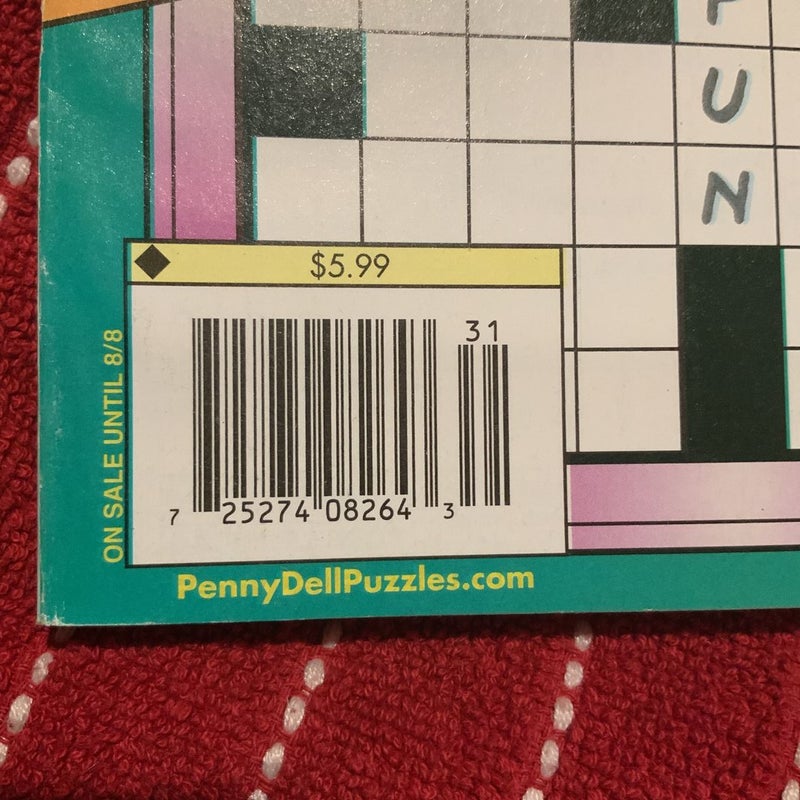 U
N
$5.99
ON SALE UNTIL 8/8
31
7 25274 08264 3
PennyDellPuzzles.com